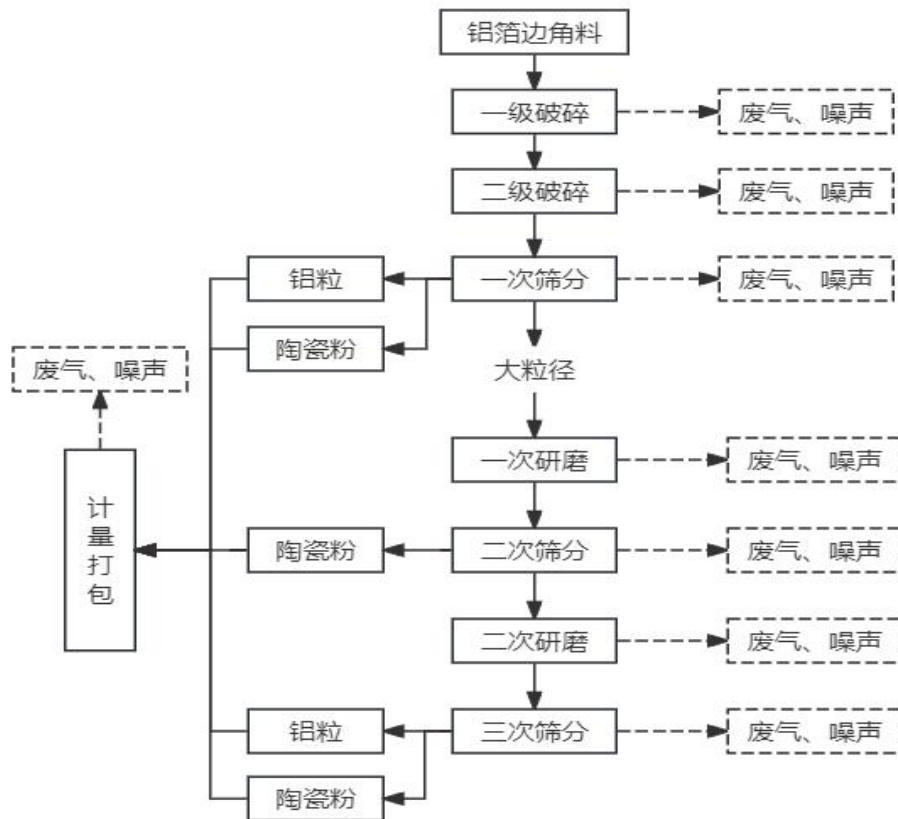 铝箔边角料
一级破碎
废气、噪声
二级破碎
废气、噪声
铝粒
一次筛分
废气、噪声
陶瓷粉
废气、噪声
大粒径
一次研磨
废气、噪声
计量打包
陶瓷粉
二次筛分
废气、噪声
二次研磨
废气、噪声
铝粒
三次筛分
废气、噪声
陶瓷粉